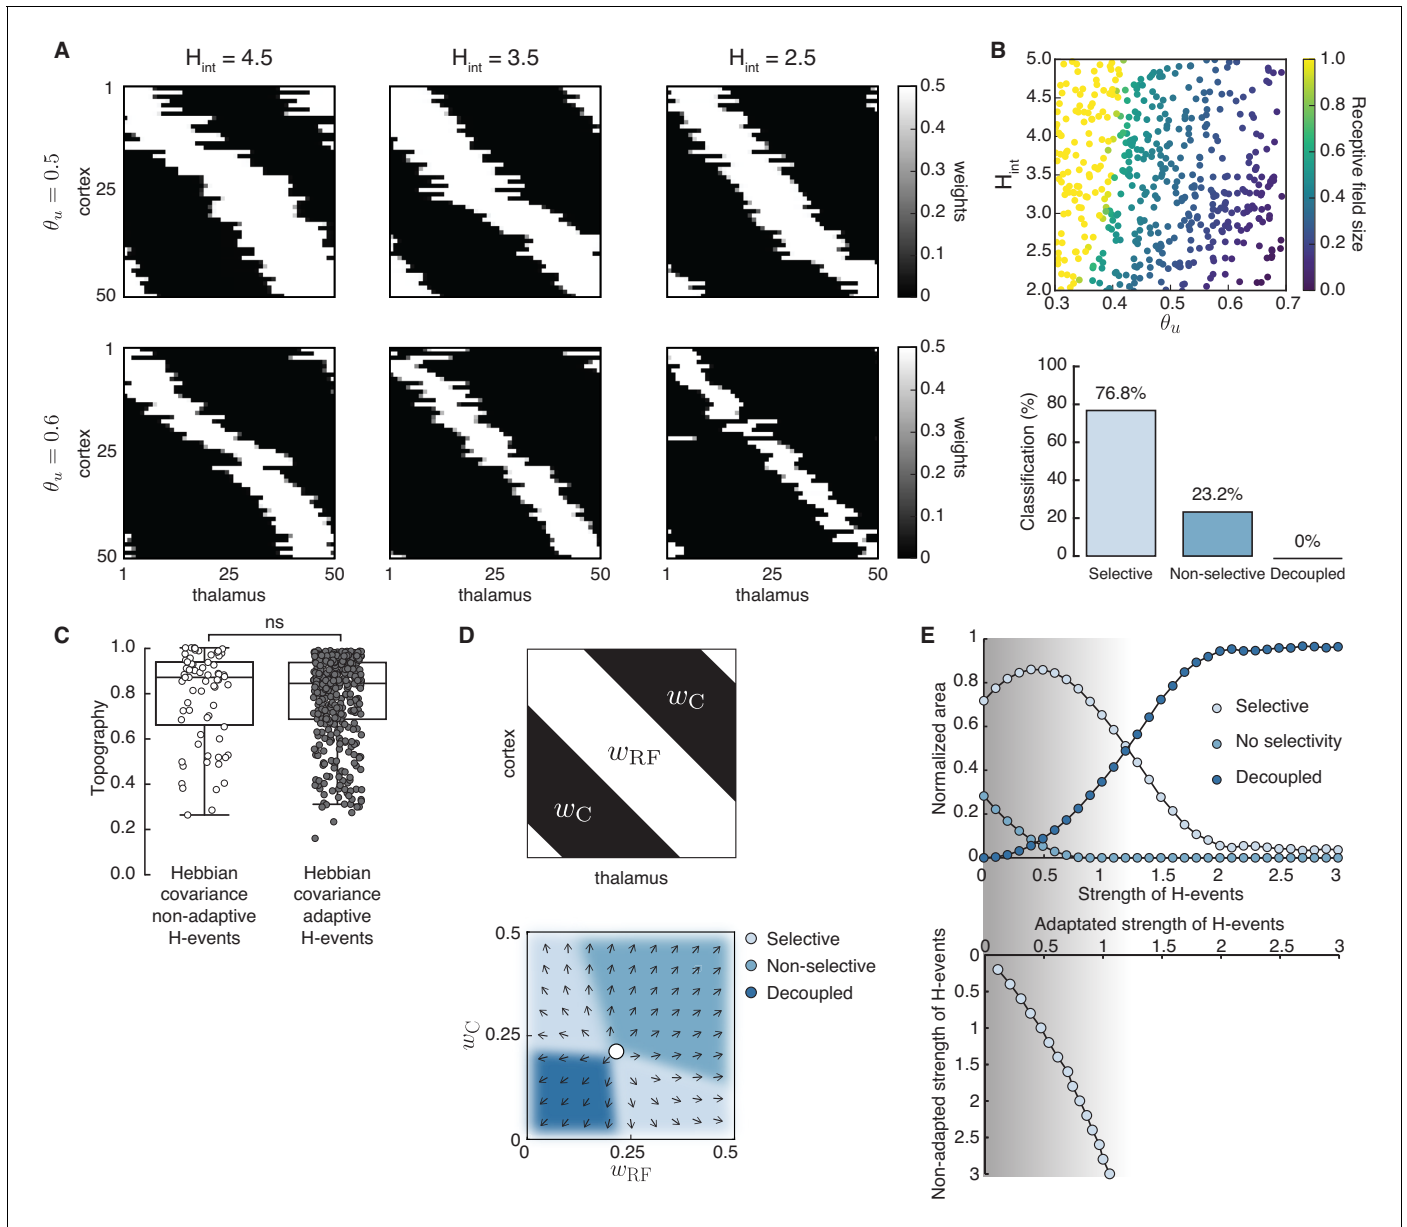 A
H_int = 4.5
H_int = 3.5
H_int = 2.5
θ_u = 0.5
cortex
1
25
50
0.5
0.4
0.3
0.2
0.1
0
weights
θ_u = 0.6
cortex
1
25
50
1
25
50
thalamus
1
25
50
thalamus
1
25
50
thalamus
0.5
0.4
0.3
0.2
0.1
0
weights
B
H_int
5.0
4.5
4.0
3.5
3.0
2.5
2.0
0.3
0.4
0.5
0.6
0.7
θ_u
1.0
0.8
0.6
0.4
0.2
0.0
Receptive field size
Classification (%)
100
80
60
40
20
0
76.8%
23.2%
0%
Selective
Non-selective
Decoupled
C
ns
Topography
1.0
0.8
0.6
0.4
0.2
0.0
Hebbian
covariance
non-adaptive
H-events
Hebbian
covariance
adaptive
H-events
D
cortex
w_C
w_RF
w_C
thalamus
w_C
0.5
0.25
0
0
0.25
0.5
w_RF
Selective
Non-selective
Decoupled
E
Normalized area
1
0.8
0.6
0.4
0.2
0
0
0.5
1
1.5
2
2.5
3
Strength of H-events
Selective
No selectivity
Decoupled
Adaptated strength of H-events
0
0.5
1
1.5
2
2.5
3
Non-adapted strength of H-events
0
0.5
1
1.5
2
2.5
3